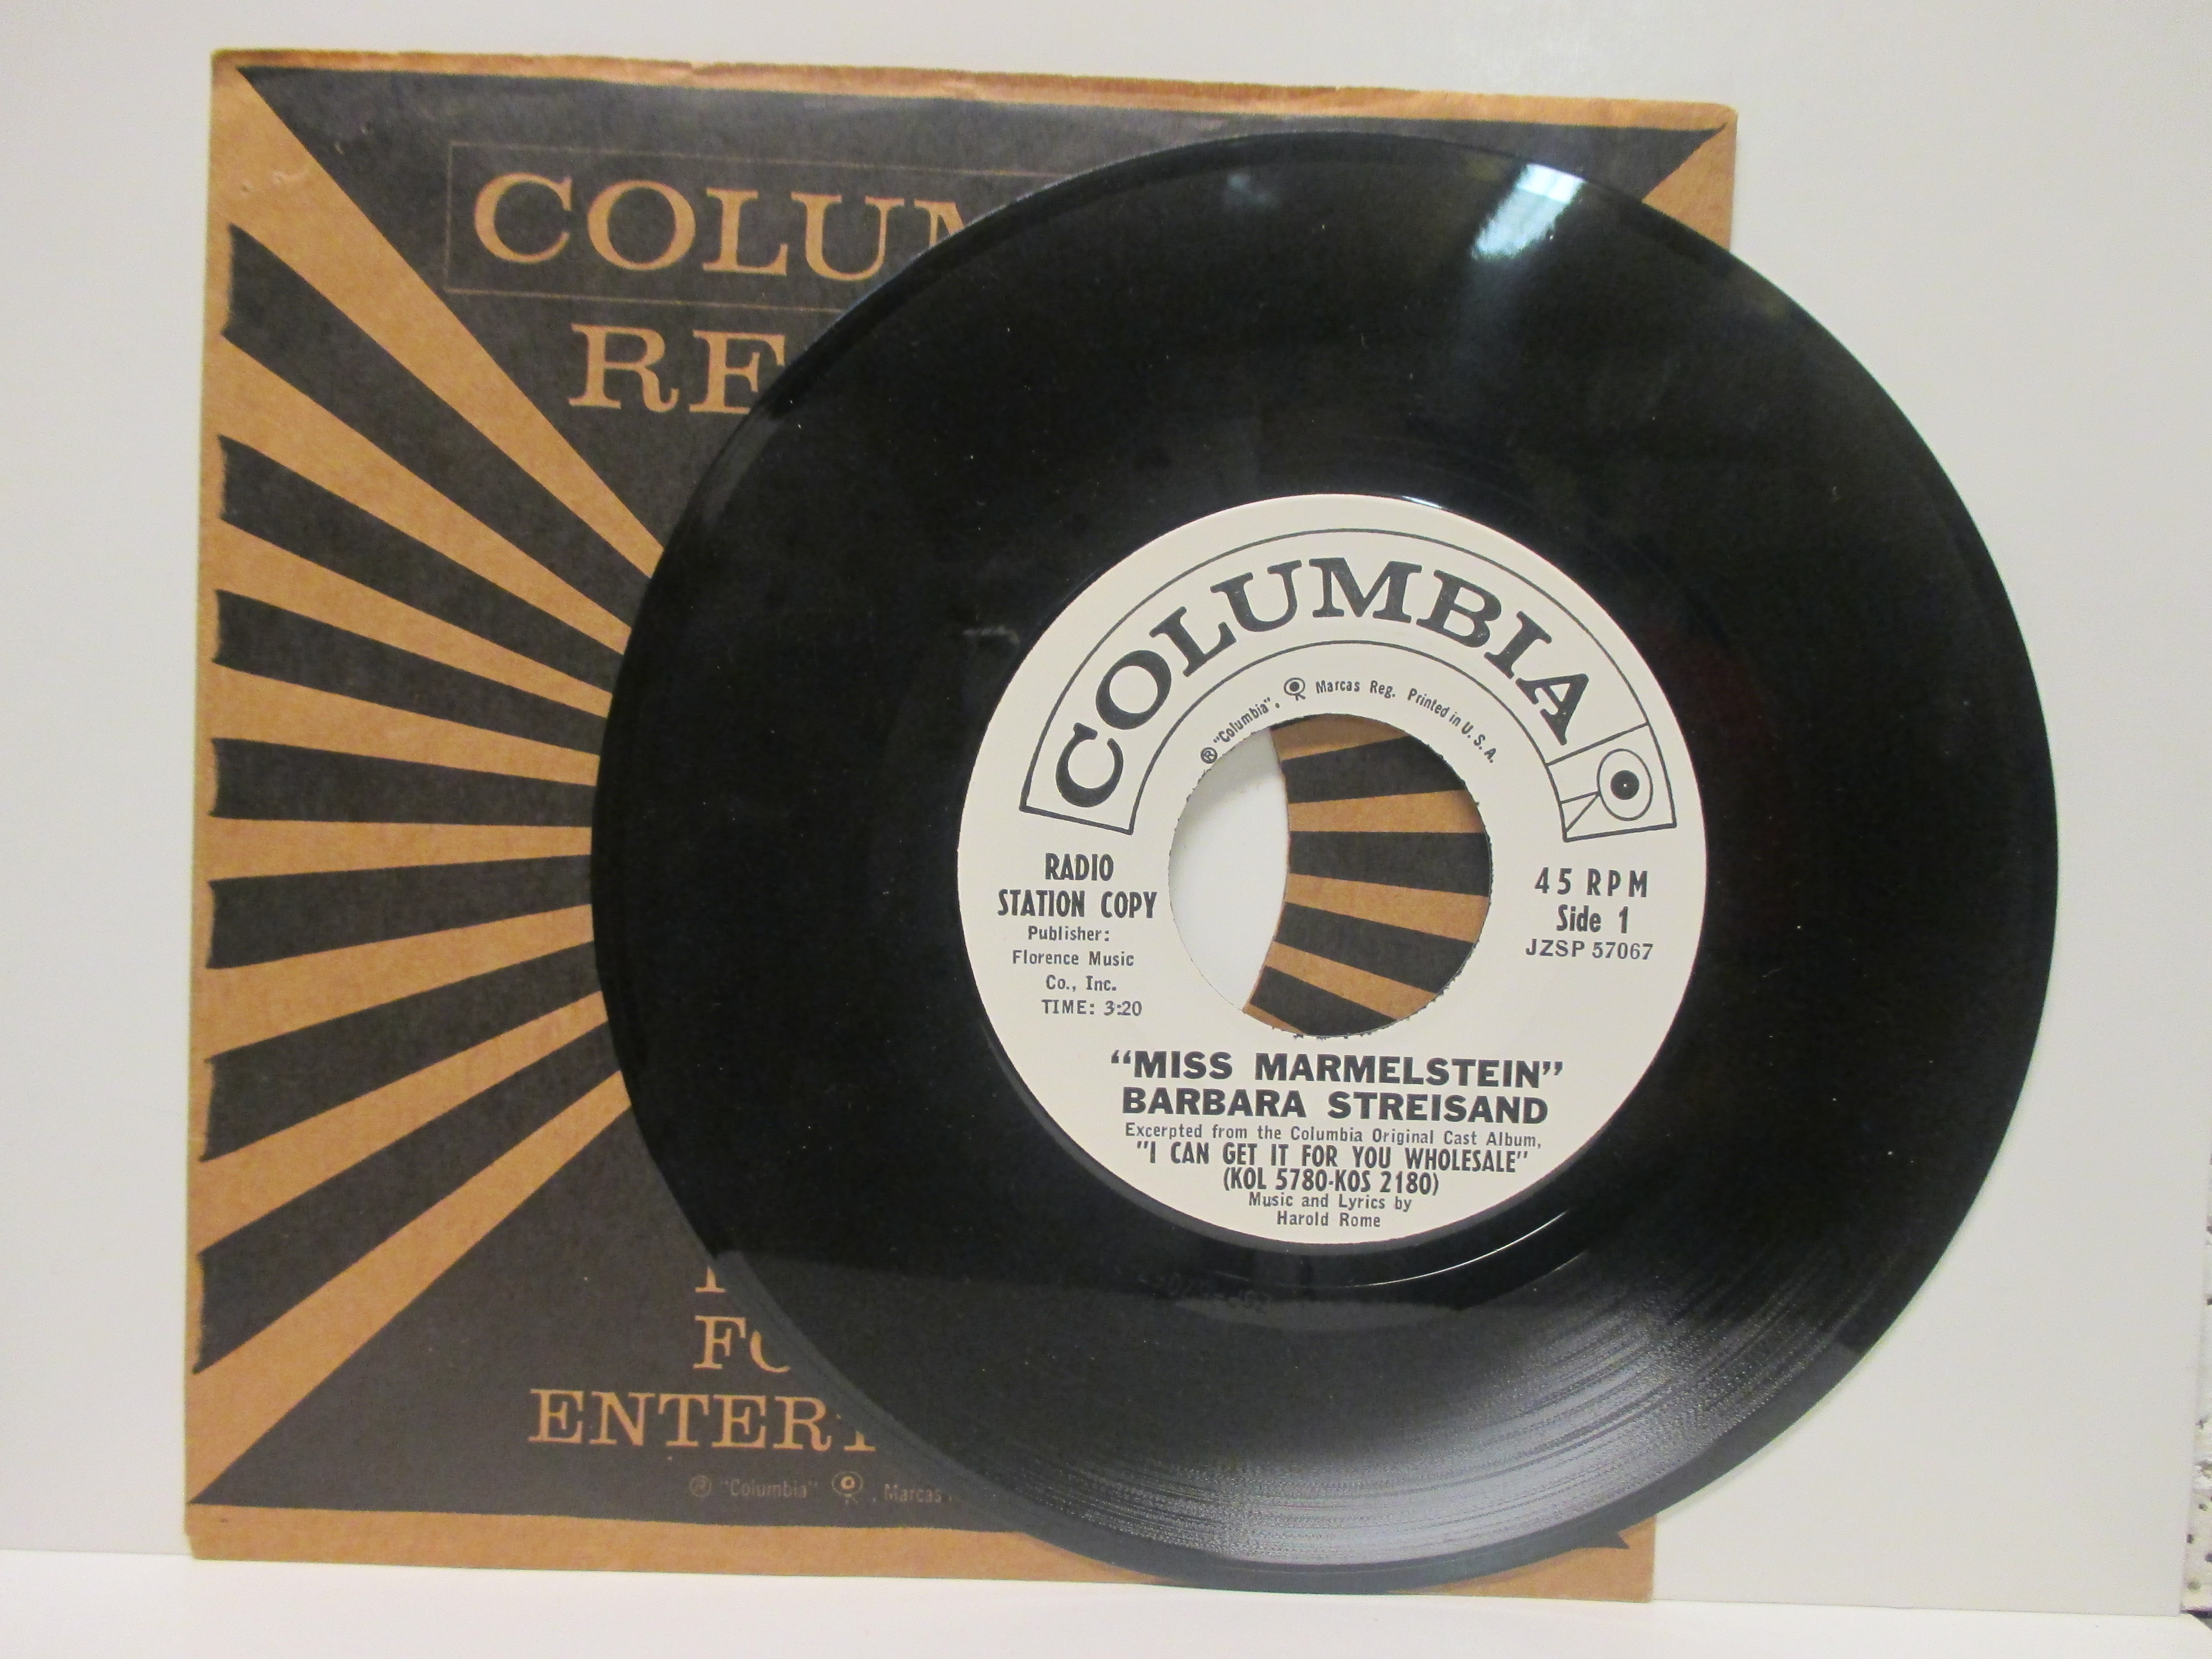 COLUM
RE
FO
ENTER
® "Columbia" , Marcas
COLUMBIA
® "Columbia", Marcas Reg. Printed in U. S. A.
RADIO
STATION COPY
Publisher:
Florence Music
Co., Inc.
TIME: 3:20
45 RPM
Side 1
JZSP 57067
"MISS MARMELSTEIN"
BARBARA STREISAND
Excerpted from the Columbia Original Cast Album,
"I CAN GET IT FOR YOU WHOLESALE"
(KOL 5780-KOS 2180)
Music and Lyrics by
Harold Rome